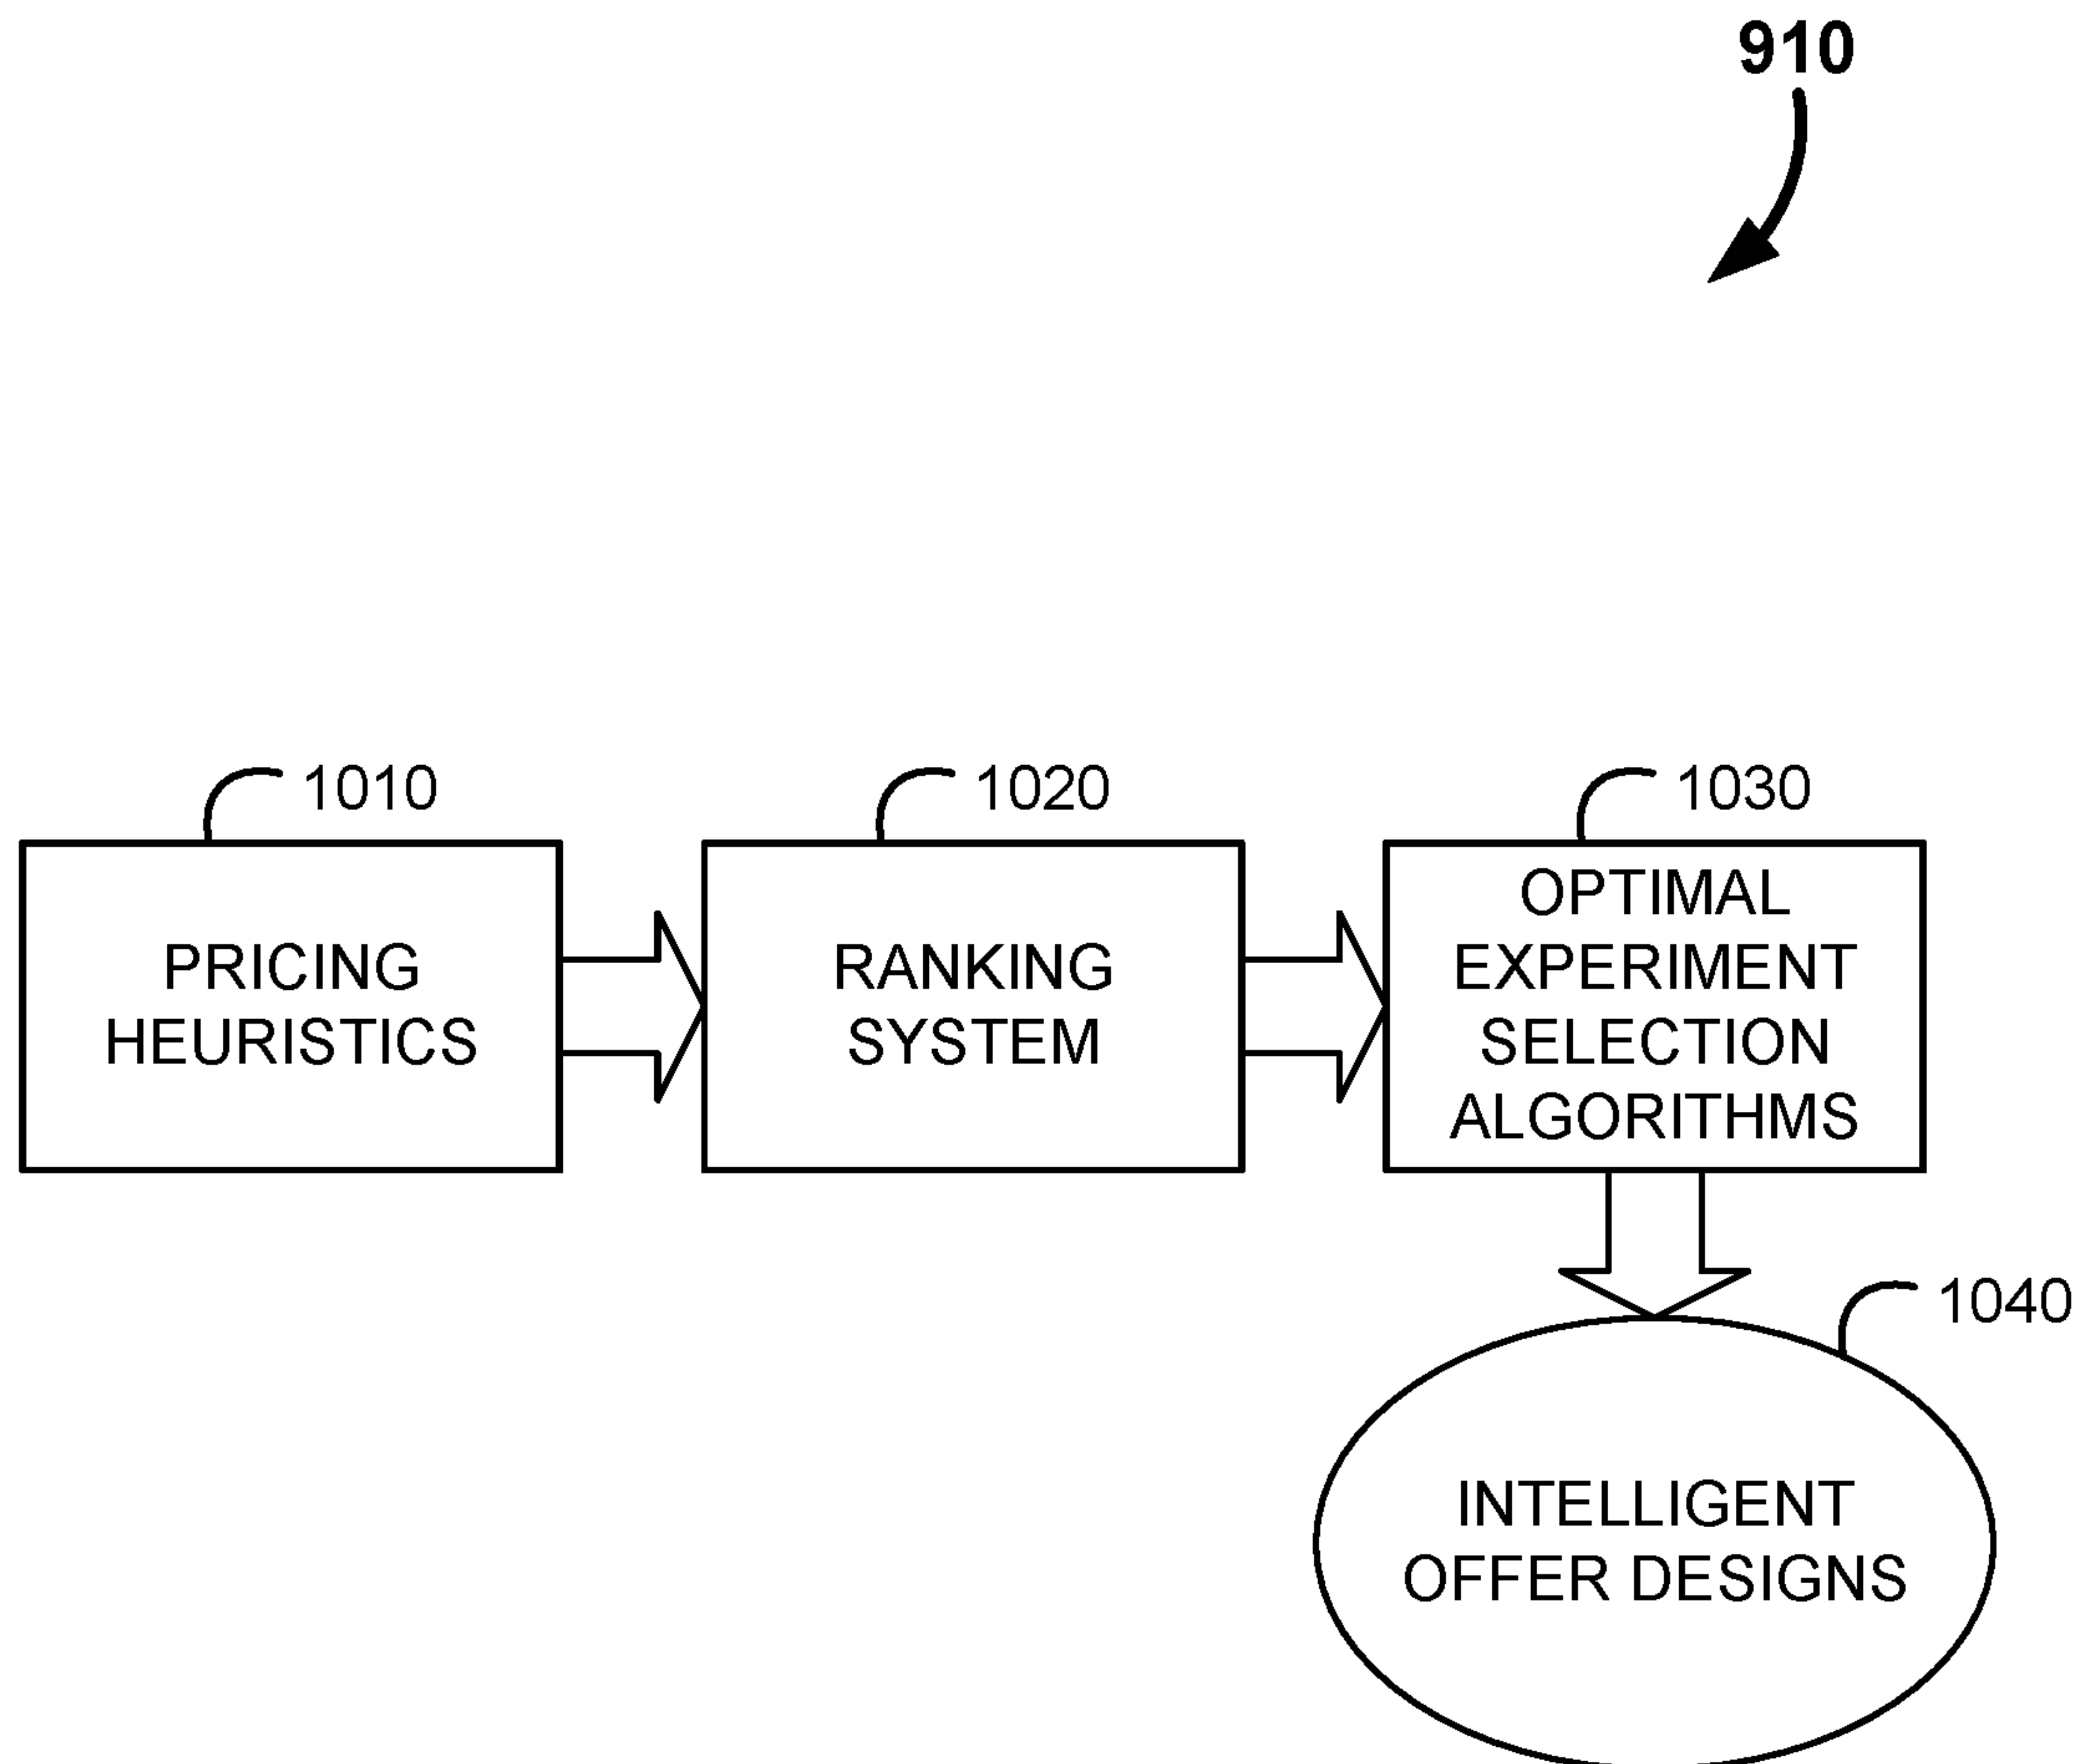 910
1010
1020
1030
PRICING
HEURISTICS
RANKING
SYSTEM
OPTIMAL
EXPERIMENT
SELECTION
ALGORITHMS
1040
INTELLIGENT
OFFER DESIGNS